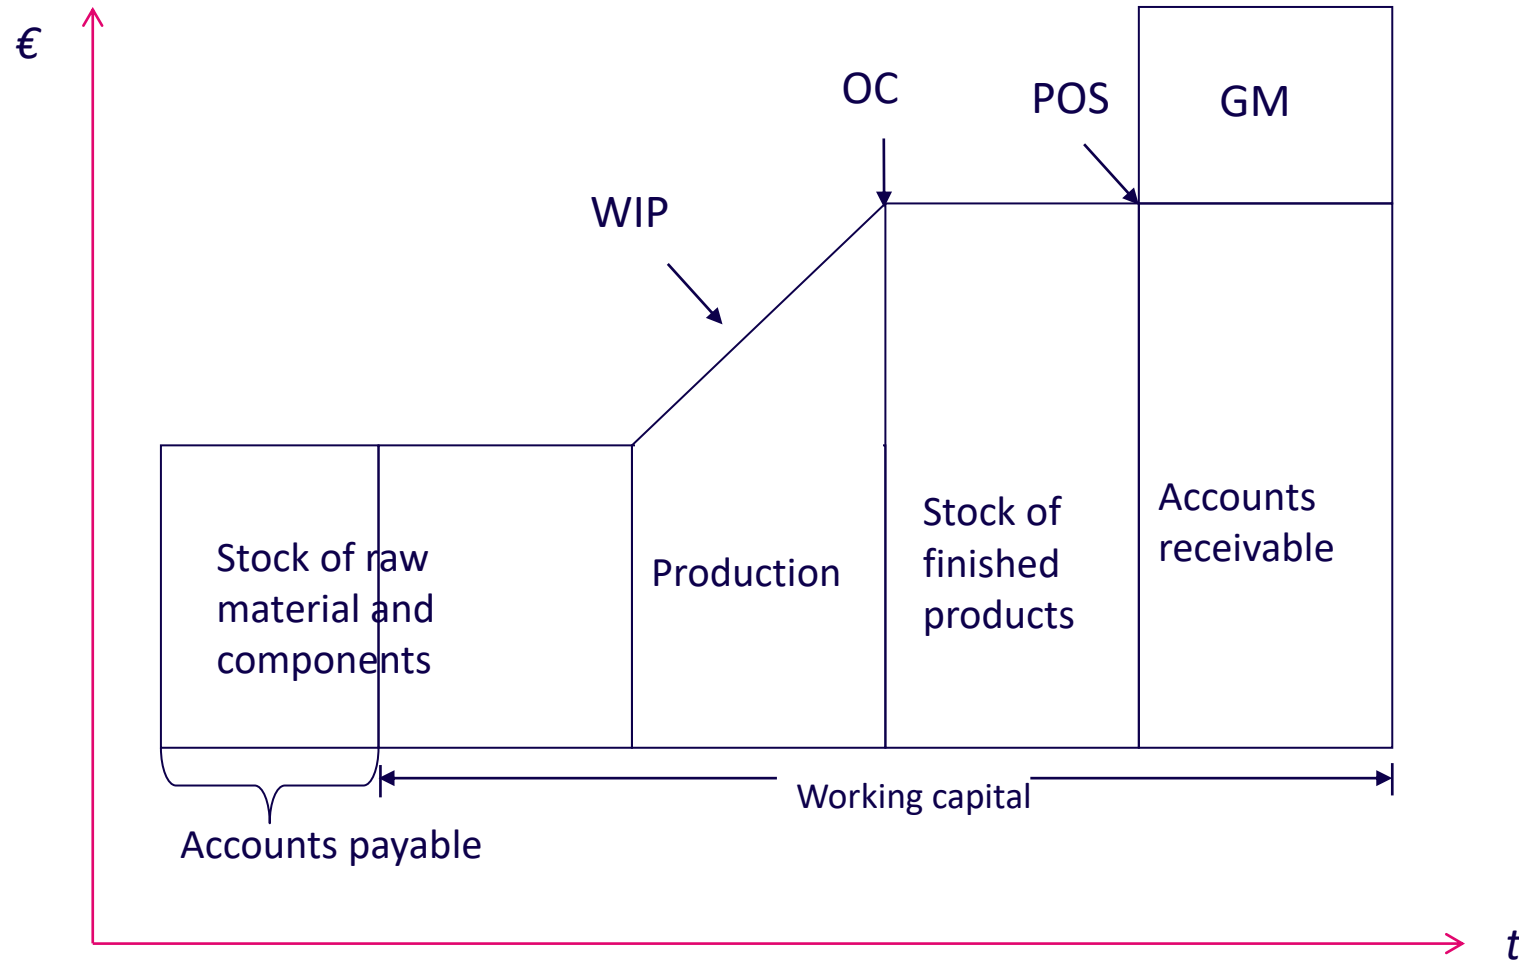 €
OC
POS
GM
WIP
Stock of raw
material and
components
Production
Stock of
finished
products
Accounts
receivable
Working capital
Accounts payable
t